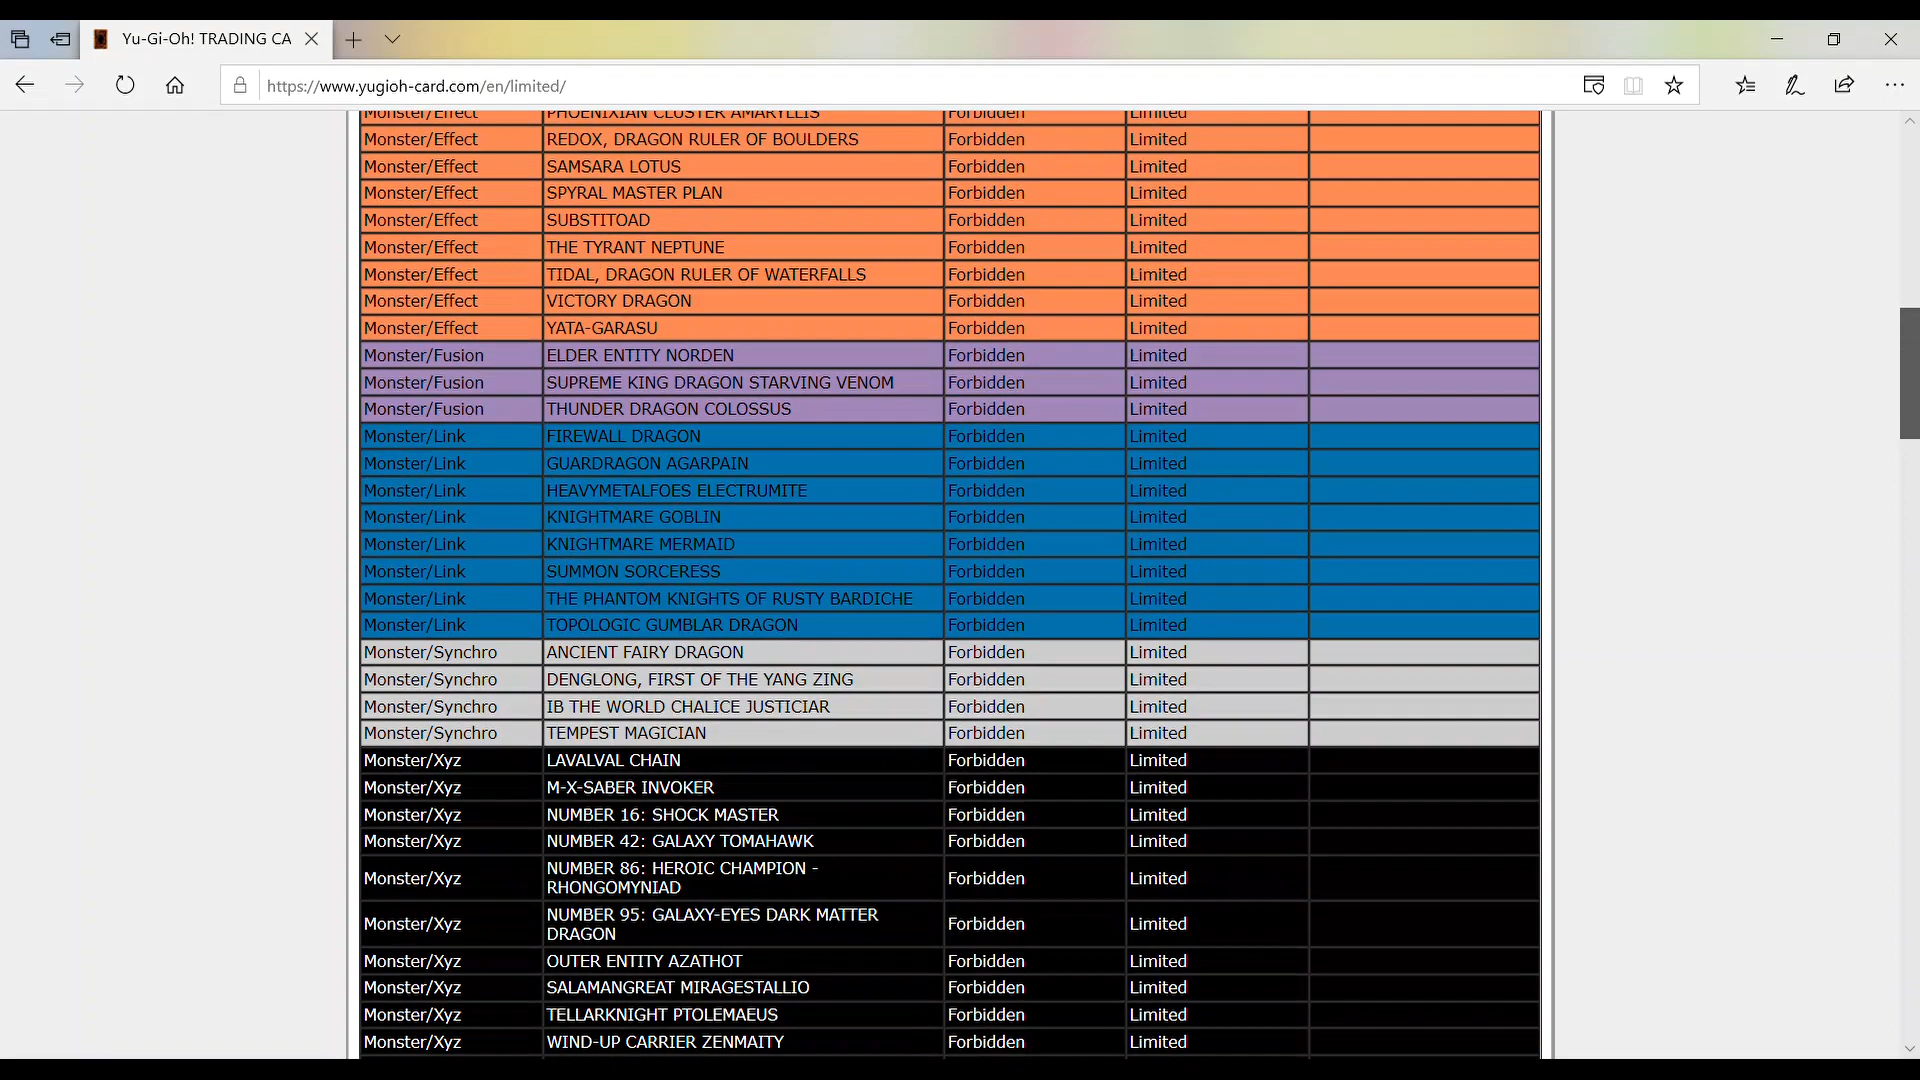 Yu-Gi-Oh! TRADING CA
https://www.yugioh-card.com/en/limited/
Monster/Effect PHOENIXIAN CLUSTER AMARYLLIS Forbidden Limited
Monster/Effect REDOX, DRAGON RULER OF BOULDERS Forbidden Limited
Monster/Effect SAMSARA LOTUS Forbidden Limited
Monster/Effect SPYRAL MASTER PLAN Forbidden Limited
Monster/Effect SUBSTITOAD Forbidden Limited
Monster/Effect THE TYRANT NEPTUNE Forbidden Limited
Monster/Effect TIDAL, DRAGON RULER OF WATERFALLS Forbidden Limited
Monster/Effect VICTORY DRAGON Forbidden Limited
Monster/Effect YATA-GARASU Forbidden Limited
Monster/Fusion ELDER ENTITY NORDEN Forbidden Limited
Monster/Fusion SUPREME KING DRAGON STARVING VENOM Forbidden Limited
Monster/Fusion THUNDER DRAGON COLOSSUS Forbidden Limited
Monster/Link FIREWALL DRAGON Forbidden Limited
Monster/Link GUARDRAGON AGARPAIN Forbidden Limited
Monster/Link HEAVYMETALFOES ELECTRUMITE Forbidden Limited
Monster/Link KNIGHTMARE GOBLIN Forbidden Limited
Monster/Link KNIGHTMARE MERMAID Forbidden Limited
Monster/Link SUMMON SORCERESS Forbidden Limited
Monster/Link THE PHANTOM KNIGHTS OF RUSTY BARDICHE Forbidden Limited
Monster/Link TOPOLOGIC GUMBLAR DRAGON Forbidden Limited
Monster/Synchro ANCIENT FAIRY DRAGON Forbidden Limited
Monster/Synchro DENGLONG, FIRST OF THE YANG ZING Forbidden Limited
Monster/Synchro IB THE WORLD CHALICE JUSTICIAR Forbidden Limited
Monster/Synchro TEMPEST MAGICIAN Forbidden Limited
Monster/Xyz LAVALVAL CHAIN Forbidden Limited
Monster/Xyz M-X-SABER INVOKER Forbidden Limited
Monster/Xyz NUMBER 16: SHOCK MASTER Forbidden Limited
Monster/Xyz NUMBER 42: GALAXY TOMAHAWK Forbidden Limited
Monster/Xyz NUMBER 86: HEROIC CHAMPION - Forbidden Limited
RHONGOMYNIAD
Monster/Xyz NUMBER 95: GALAXY-EYES DARK MATTER Forbidden Limited
DRAGON
Monster/Xyz OUTER ENTITY AZATHOT Forbidden Limited
Monster/Xyz SALAMANGREAT MIRAGESTALLIO Forbidden Limited
Monster/Xyz TELLARKNIGHT PTOLEMAEUS Forbidden Limited
Monster/Xyz WIND-UP CARRIER ZENMAITY Forbidden Limited